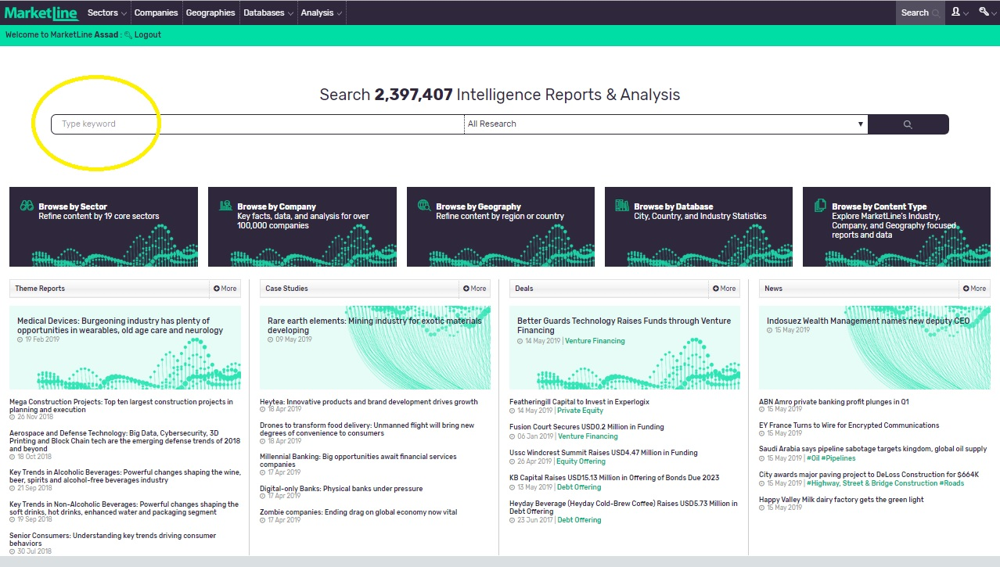 MarketLine Sectors Companies Geographies Databases Analysis Search
Welcome to MarketLine Assad : Logout
Search 2,397,407 Intelligence Reports & Analysis
Type keyword All Research
Browse by Sector
Refine content by 19 core sectors
Browse by Company
Key facts, data, and analysis for over
100,000 companies
Browse by Geography
Refine content by region or country
Browse by Database
City, Country, and Industry Statistics
Browse by Content Type
Explore MarketLine's Industry,
Company, and Geography focused
reports and data
Theme Reports More
Medical Devices: Burgeoning industry has plenty of
opportunities in wearables, old age care and neurology
19 Feb 2019
Mega Construction Projects: Top ten largest construction projects in
planning and execution
26 Nov 2018
Aerospace and Defense Technology: Big Data, Cybersecurity, 3D
Printing and Block Chain tech are the emerging defense trends of 2018
and beyond
18 Oct 2018
Key Trends in Alcoholic Beverages: Powerful changes shaping the wine,
beer, spirits and alcohol-free beverages industry
21 Sep 2018
Key Trends in Non-Alcoholic Beverages: Powerful changes shaping the
soft drinks, hot drinks, enhanced water and packaging segment
19 Sep 2018
Senior Consumers: Understanding key trends driving consumer
behaviors
30 Jul 2018
Case Studies More
Rare earth elements: Mining industry for exotic materials
developing
09 May 2019
Heytea: Innovative products and brand development drives growth
18 Apr 2019
Drones to transform food delivery: Unmanned flight will bring new
degrees of convenience to consumers
18 Apr 2019
Millennial Banking: Big opportunities await financial services
companies
17 Apr 2019
Digital-only Banks: Physical banks under pressure
17 Apr 2019
Zombie companies: Ending drag on global economy now vital
17 Apr 2019
Deals More
Better Guards Technology Raises Funds through Venture
Financing
14 May 2019 | Venture Financing
Featheringill Capital to Invest in Experlogix
14 May 2019 | Private Equity
Fusion Court Secures USD0.2 Million in Funding
06 Jan 2019 | Venture Financing
Ussc Windcrest Summit Raises USD4.47 Million in Funding
26 Apr 2019 | Equity Offering
KB Capital Raises USD15.13 Million in Offering of Bonds Due 2023
13 May 2019 | Debt Offering
Heyday Beverage (Heyday Cold-Brew Coffee) Raises USD5.73 Million in
Debt Offering
23 Jun 2017 | Debt Offering
News More
Indosuez Wealth Management names new deputy CEO
15 May 2019
ABN Amro private banking profit plunges in Q1
15 May 2019
EY France Turns to Wire for Encrypted Communications
15 May 2019
Saudi Arabia says pipeline sabotage targets kingdom, global oil supply
15 May 2019 | #Oil #Pipelines
City awards major paving project to DeLoss Construction for $664K
15 May 2019 | #Highway, Street & Bridge Construction #Roads
Happy Valley Milk dairy factory gets the green light
15 May 2019